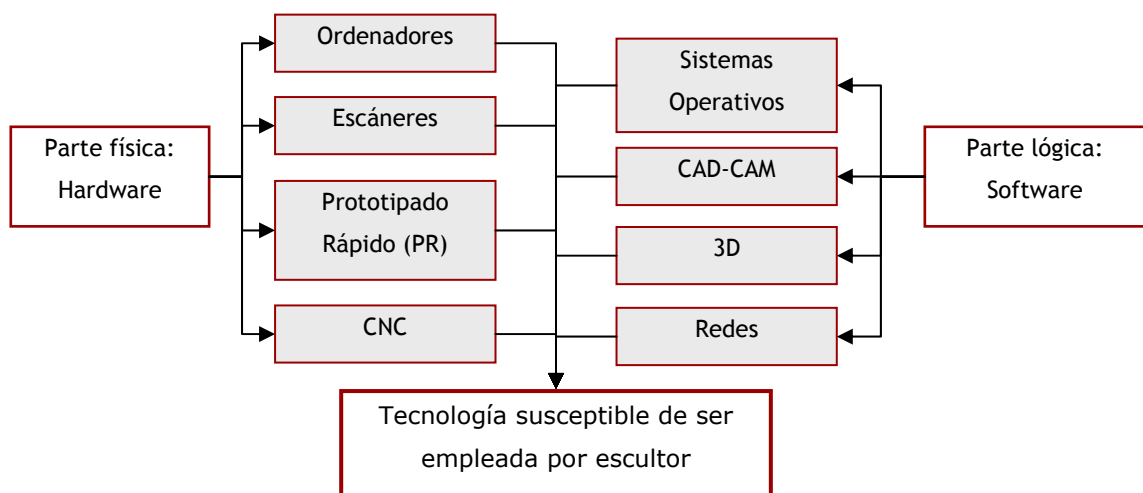 Parte física:
Hardware
Ordenadores
Escáneres
Prototipado
Rápido (PR)
CNC
Sistemas
Operativos
CAD-CAM
3D
Redes
Parte lógica:
Software
Tecnología susceptible de ser
empleada por escultor